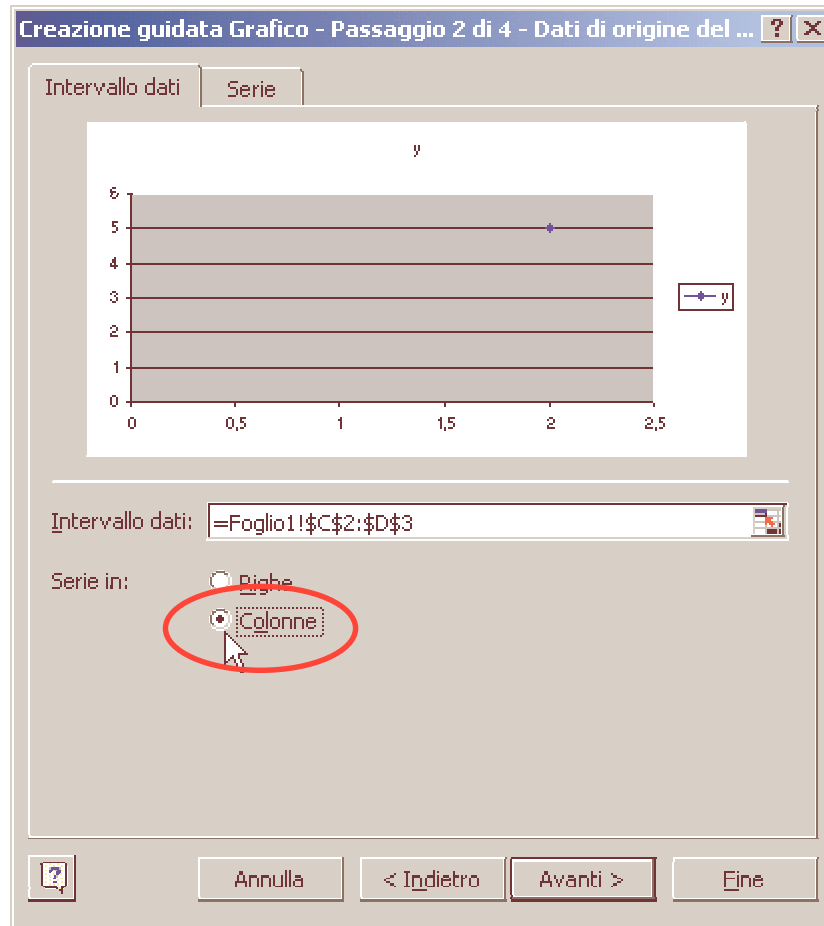 Creazione guidata Grafico - Passaggio 2 di 4 - Dati di origine del ... ? X
Intervallo dati Serie
y
6
5
4
3
2
1
0
0 0,5 1 1,5 2 2,5
y
Intervallo dati: =Foglio1!$C$2:$D$3
Serie in: Righe
Colonne
? Annulla < Indietro Avanti > Fine